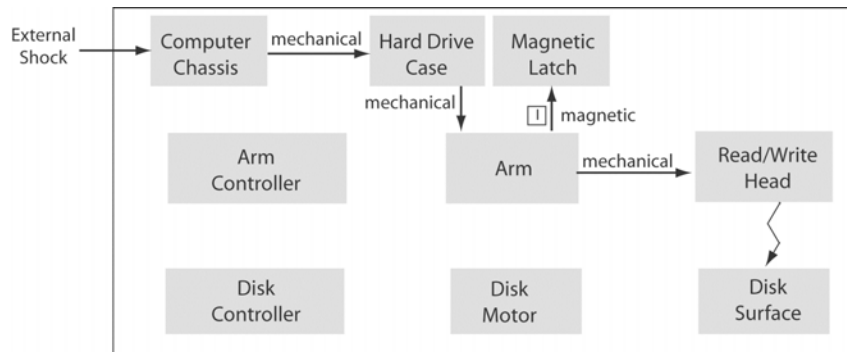 External
Shock
Computer
Chassis
mechanical
Hard Drive
Case
Magnetic
Latch
mechanical
I
magnetic
Arm
Controller
Arm
mechanical
Read/Write
Head
Disk
Controller
Disk
Motor
Disk
Surface